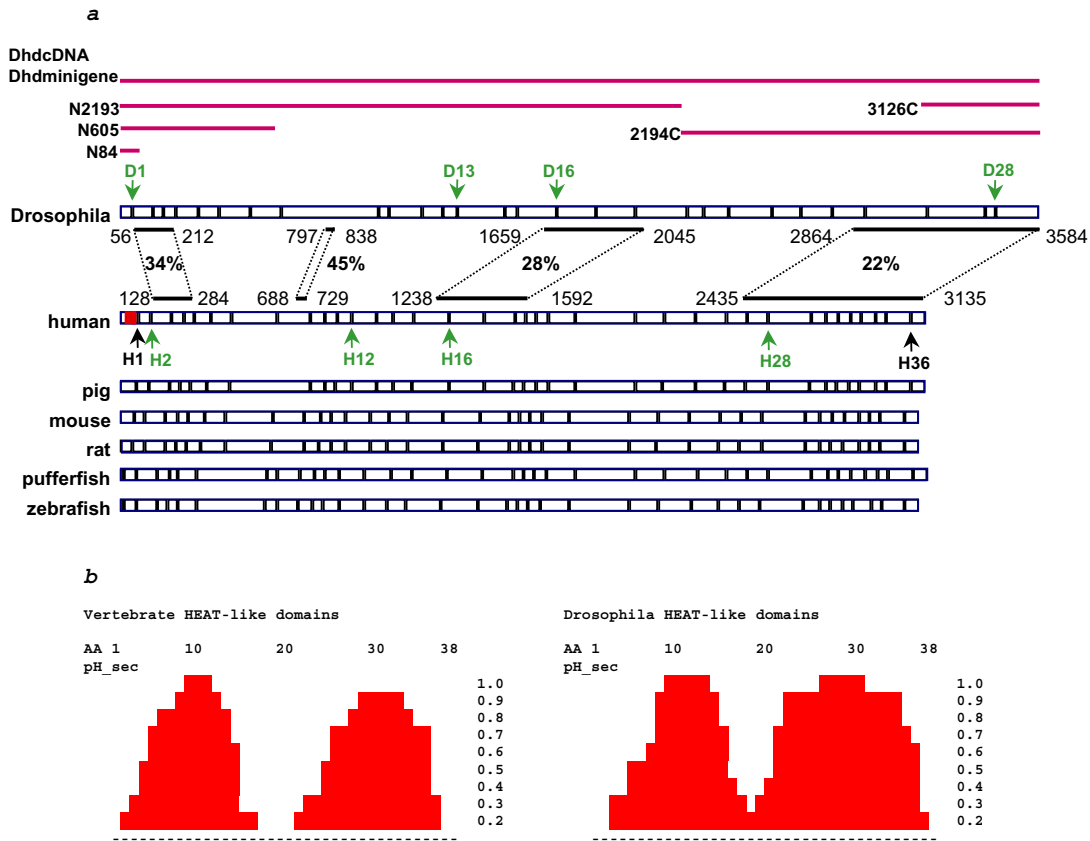 a
DhdcDNA
Dhdminigene
N2193
3126C
N605
2194C
N84
D1 D13 D16 D28
Drosophila
56 212 797 838 1659 2045 2864 3584
34% 45% 28% 22%
128 284 688 729 1238 1592 2435 3135
human
H1 H2 H12 H16 H28 H36
pig
mouse
rat
pufferfish
zebrafish
b
Vertebrate HEAT-like domains
AA 1 10 20 30 38
pH_sec
1.0
0.9
0.8
0.7
0.6
0.5
0.4
0.3
0.2
Drosophila HEAT-like domains
AA 1 10 20 30 38
pH_sec
1.0
0.9
0.8
0.7
0.6
0.5
0.4
0.3
0.2